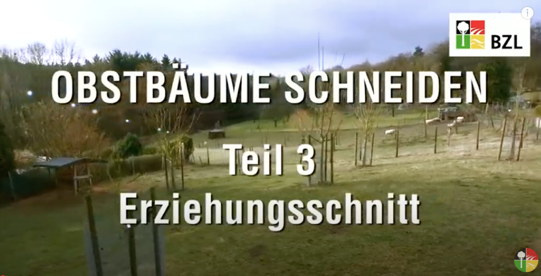 BZL
OBSTBÄUME SCHNEIDEN
Teil 3
Erziehungsschnitt